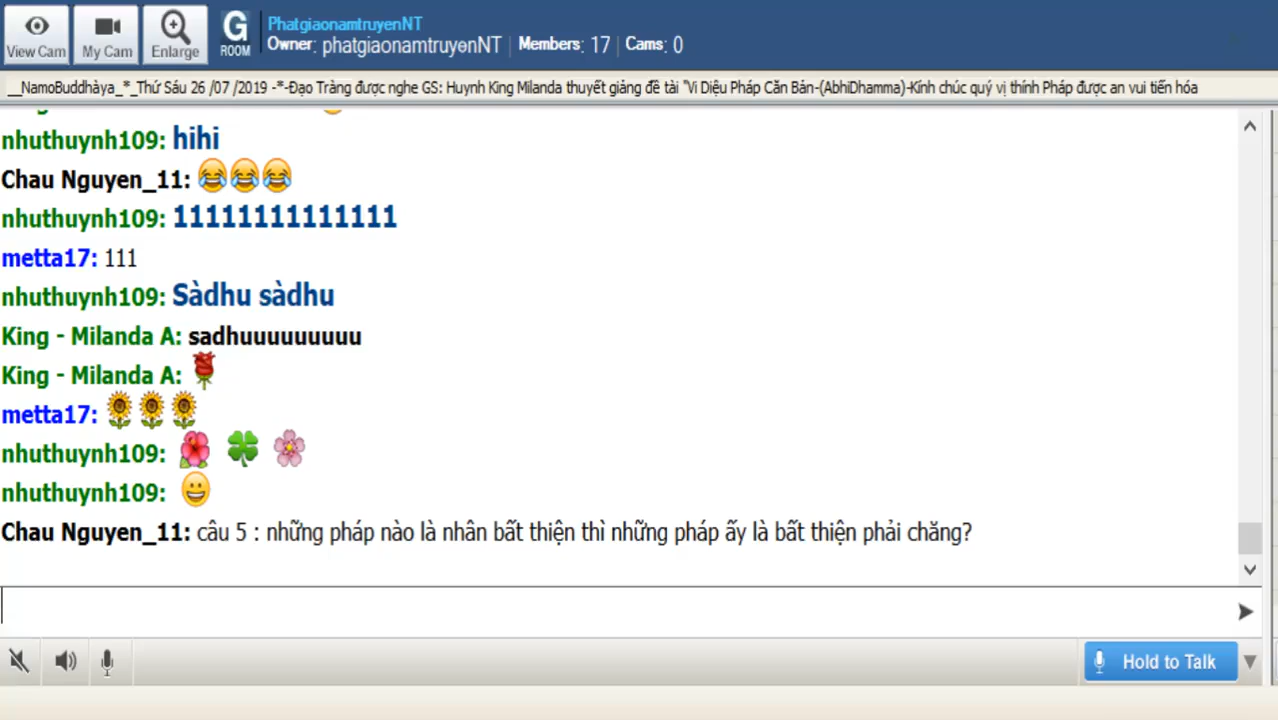 PhatgiaonamtruyenNT
Owner: phatgiaonamtruyenNT | Members: 17 | Cams: 0
View Cam
My Cam
Enlarge
G ROOM
__NamoBuddhàya_*_Thứ Sáu 26 /07 /2019 -*-Đạo Tràng được nghe GS: Huynh King Milanda thuyết giảng đề tài "Vi Diệu Pháp Căn Bản-(AbhiDhamma)-Kính chúc quý vị thính Pháp được an vui tiến hóa
nhuthuynh109: hihi
Chau Nguyen_11: 😂😂😂
nhuthuynh109: 11111111111111
metta17: 111
nhuthuynh109: Sàdhu sàdhu
King - Milanda A: sadhuuuuuuuuu
King - Milanda A: 🌹
metta17: 🌻🌻🌻
nhuthuynh109: 🌺 🍀 🌸
nhuthuynh109: 😀
Chau Nguyen_11: câu 5 : những pháp nào là nhân bất thiện thì những pháp ấy là bất thiện phải chăng?
Hold to Talk